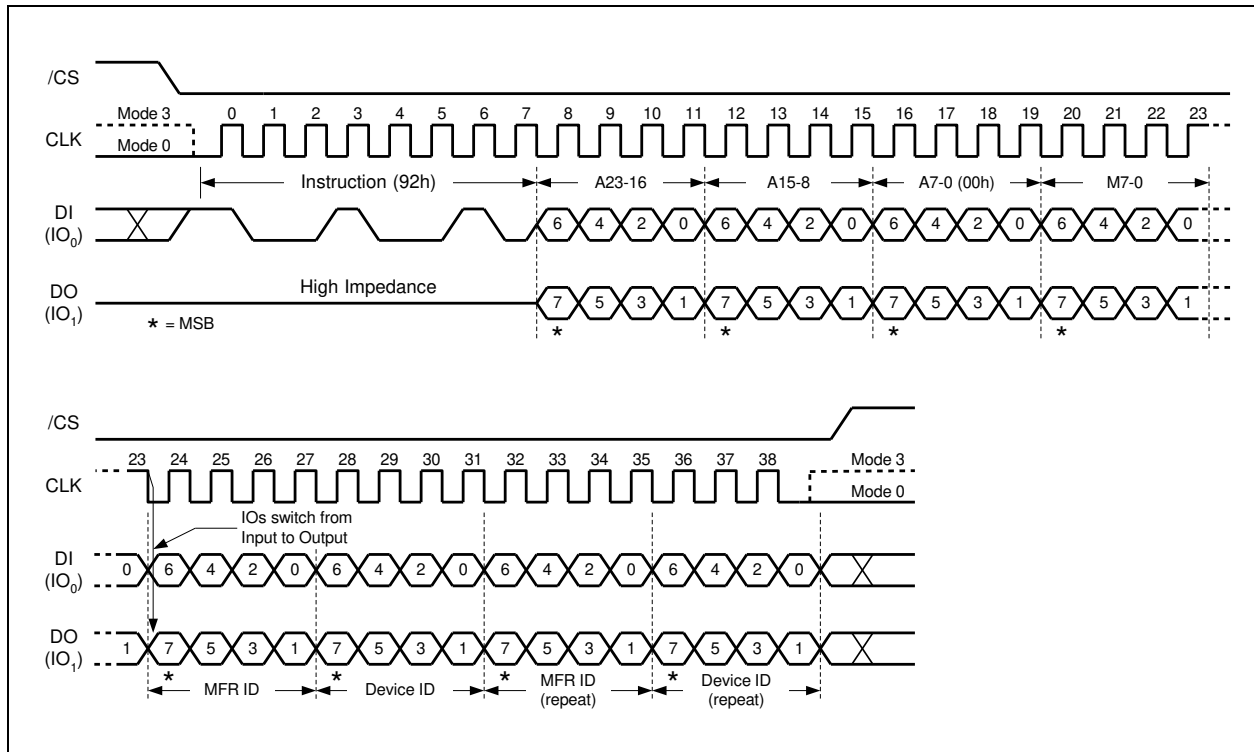 /CS
Mode 3 0 1 2 3 4 5 6 7 8 9 10 11 12 13 14 15 16 17 18 19 20 21 22 23
CLK
Mode 0
Instruction (92h) A23-16 A15-8 A7-0 (00h) M7-0
DI
(IO0) 6 4 2 0 6 4 2 0 6 4 2 0 6 4 2 0
High Impedance
DO
(IO1) 7 5 3 1 7 5 3 1 7 5 3 1 7 5 3 1
* = MSB * * * *
/CS
23 24 25 26 27 28 29 30 31 32 33 34 35 36 37 38 Mode 3
CLK
Mode 0
IOs switch from
Input to Output
DI
(IO0) 0 6 4 2 0 6 4 2 0 6 4 2 0 6 4 2 0
DO
(IO1) 1 7 5 3 1 7 5 3 1 7 5 3 1 7 5 3 1
* * * *
MFR ID Device ID MFR ID
(repeat) Device ID
(repeat)